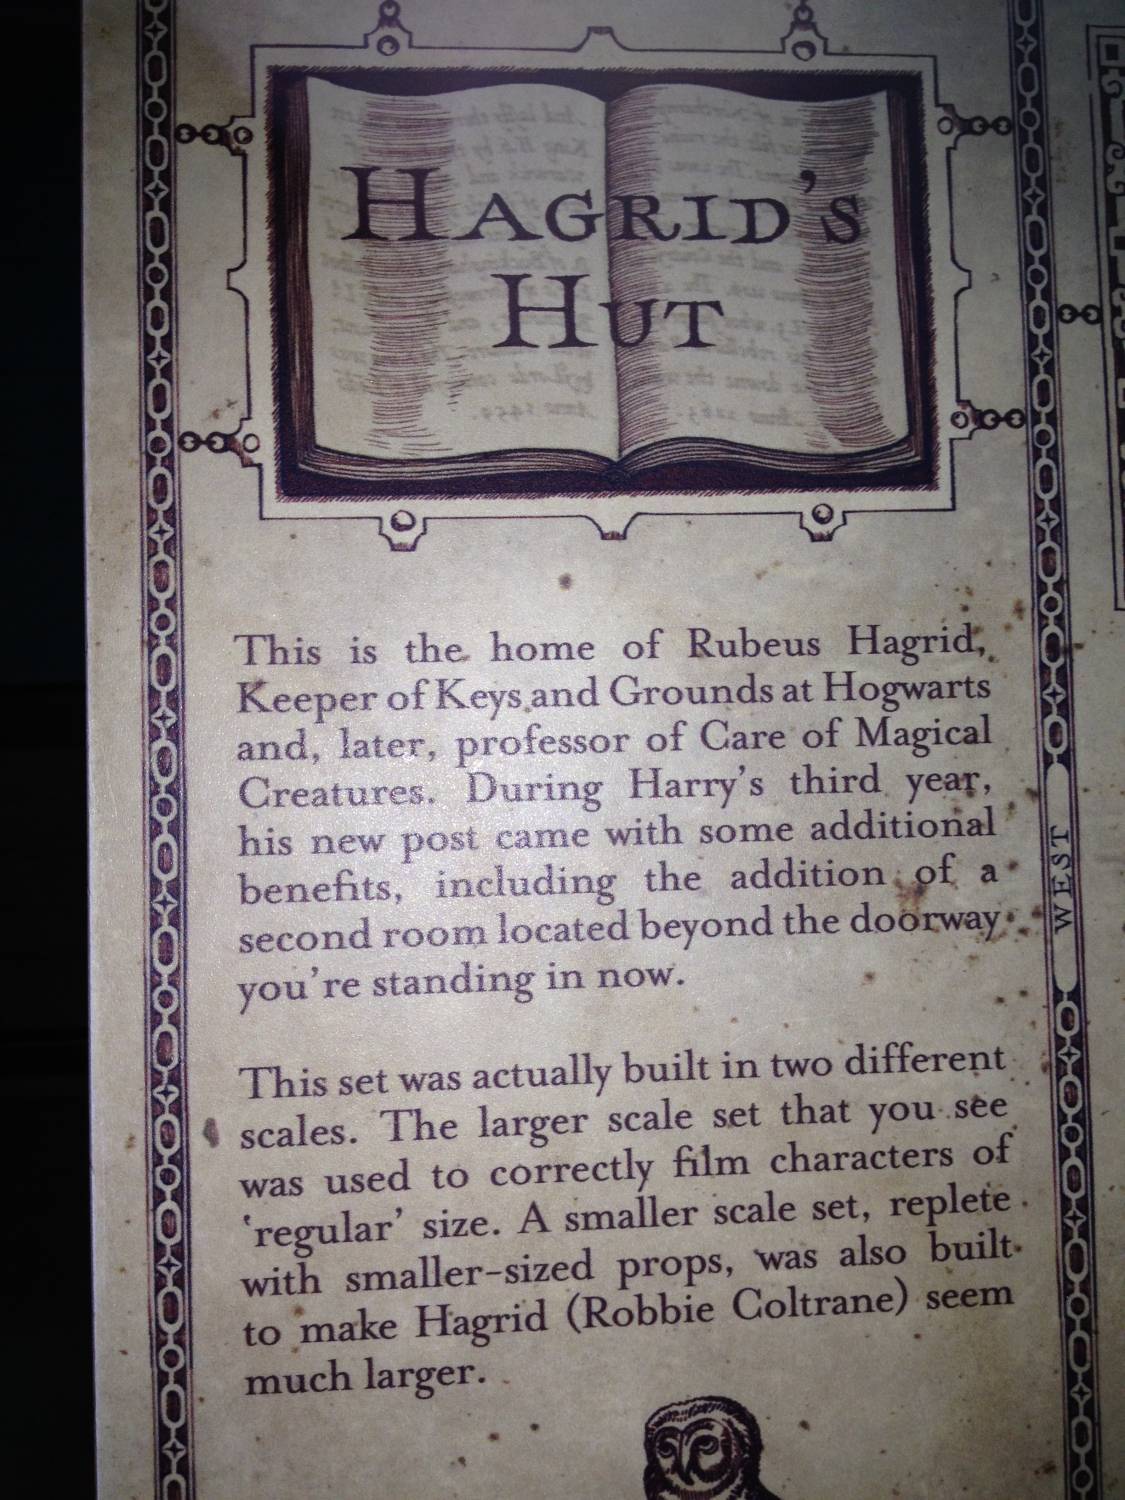 Hagrid's
Hut
This is the home of Rubeus Hagrid,
Keeper of Keys and Grounds at Hogwarts
and, later, professor of Care of Magical
Creatures. During Harry's third year,
his new post came with some additional
benefits, including the addition of a
second room located beyond the doorway
you're standing in now.
This set was actually built in two different
scales. The larger scale set that you see
was used to correctly film characters of
'regular' size. A smaller scale set, replete
with smaller-sized props, was also built
to make Hagrid (Robbie Coltrane) seem
much larger.
WEST